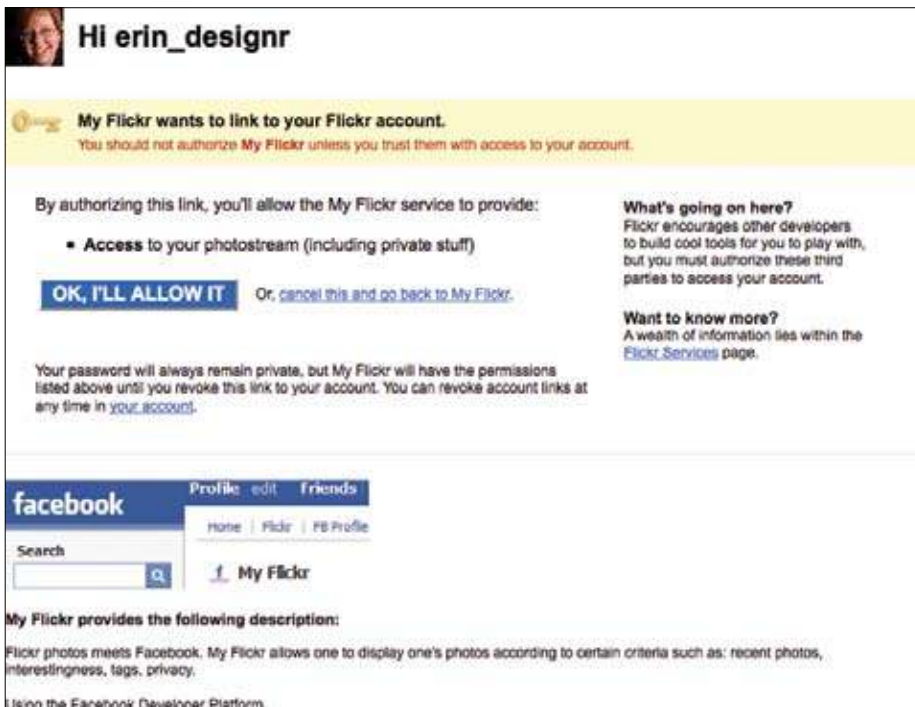 Hi erin_designr
My Flickr wants to link to your Flickr account.
You should not authorize My Flickr unless you trust them with access to your account.
By authorizing this link, you'll allow the My Flickr service to provide:
• Access to your photostream (including private stuff)
OK, I'LL ALLOW IT Or, cancel this and go back to My Flickr.
Your password will always remain private, but My Flickr will have the permissions
listed above until you revoke this link to your account. You can revoke account links at
any time in your account.
What's going on here?
Flickr encourages other developers
to build cool tools for you to play with,
but you must authorize these third
parties to access your account.
Want to know more?
A wealth of information lies within the
Flickr Services page.
facebook
Profile edit Friends
Search
Home | Flickr | FB Profile
My Flickr
My Flickr provides the following description:
Flickr photos meets Facebook. My Flickr allows one to display one's photos according to certain criteria such as: recent photos,
interestingness, tags, privacy.
Using the Facebook Developer Platform.